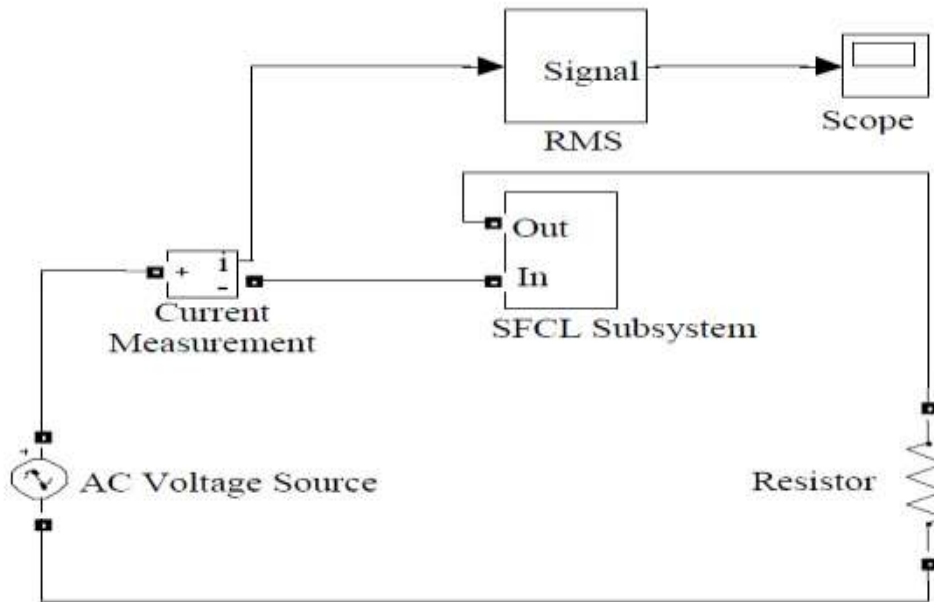 Signal
RMS
Scope
Out
In
SFCL Subsystem
+
i
-
Current
Measurement
+
AC Voltage Source
Resistor